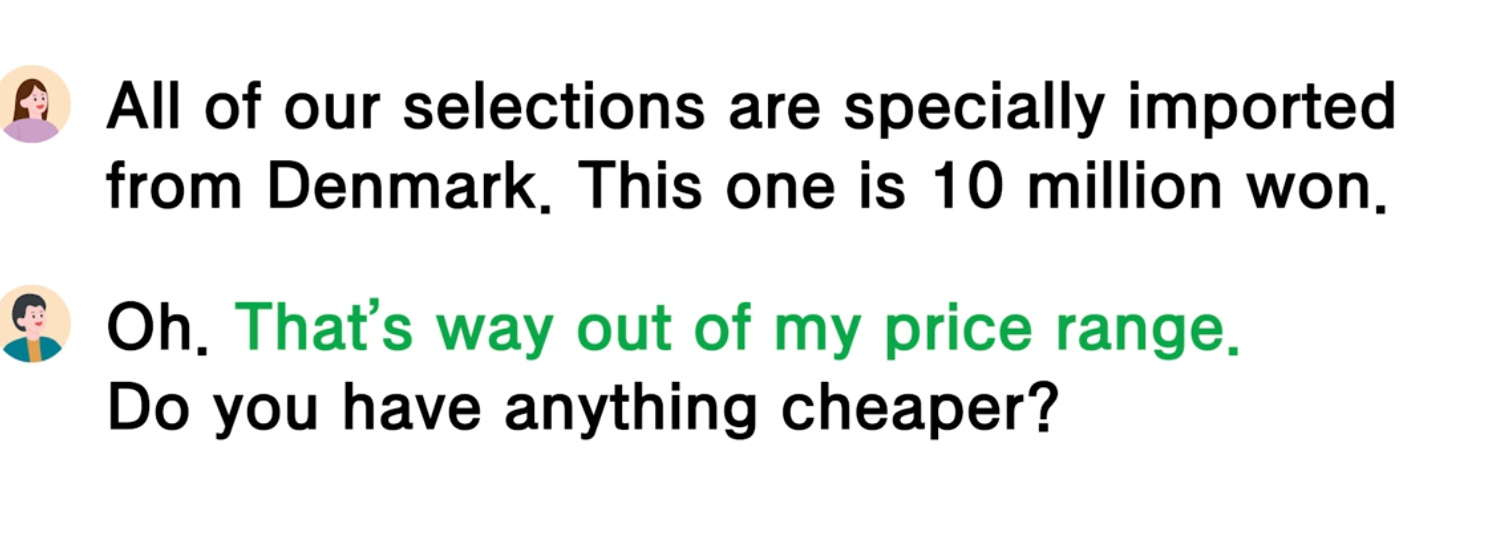 All of our selections are specially imported
from Denmark. This one is 10 million won.
Oh. That's way out of my price range.
Do you have anything cheaper?